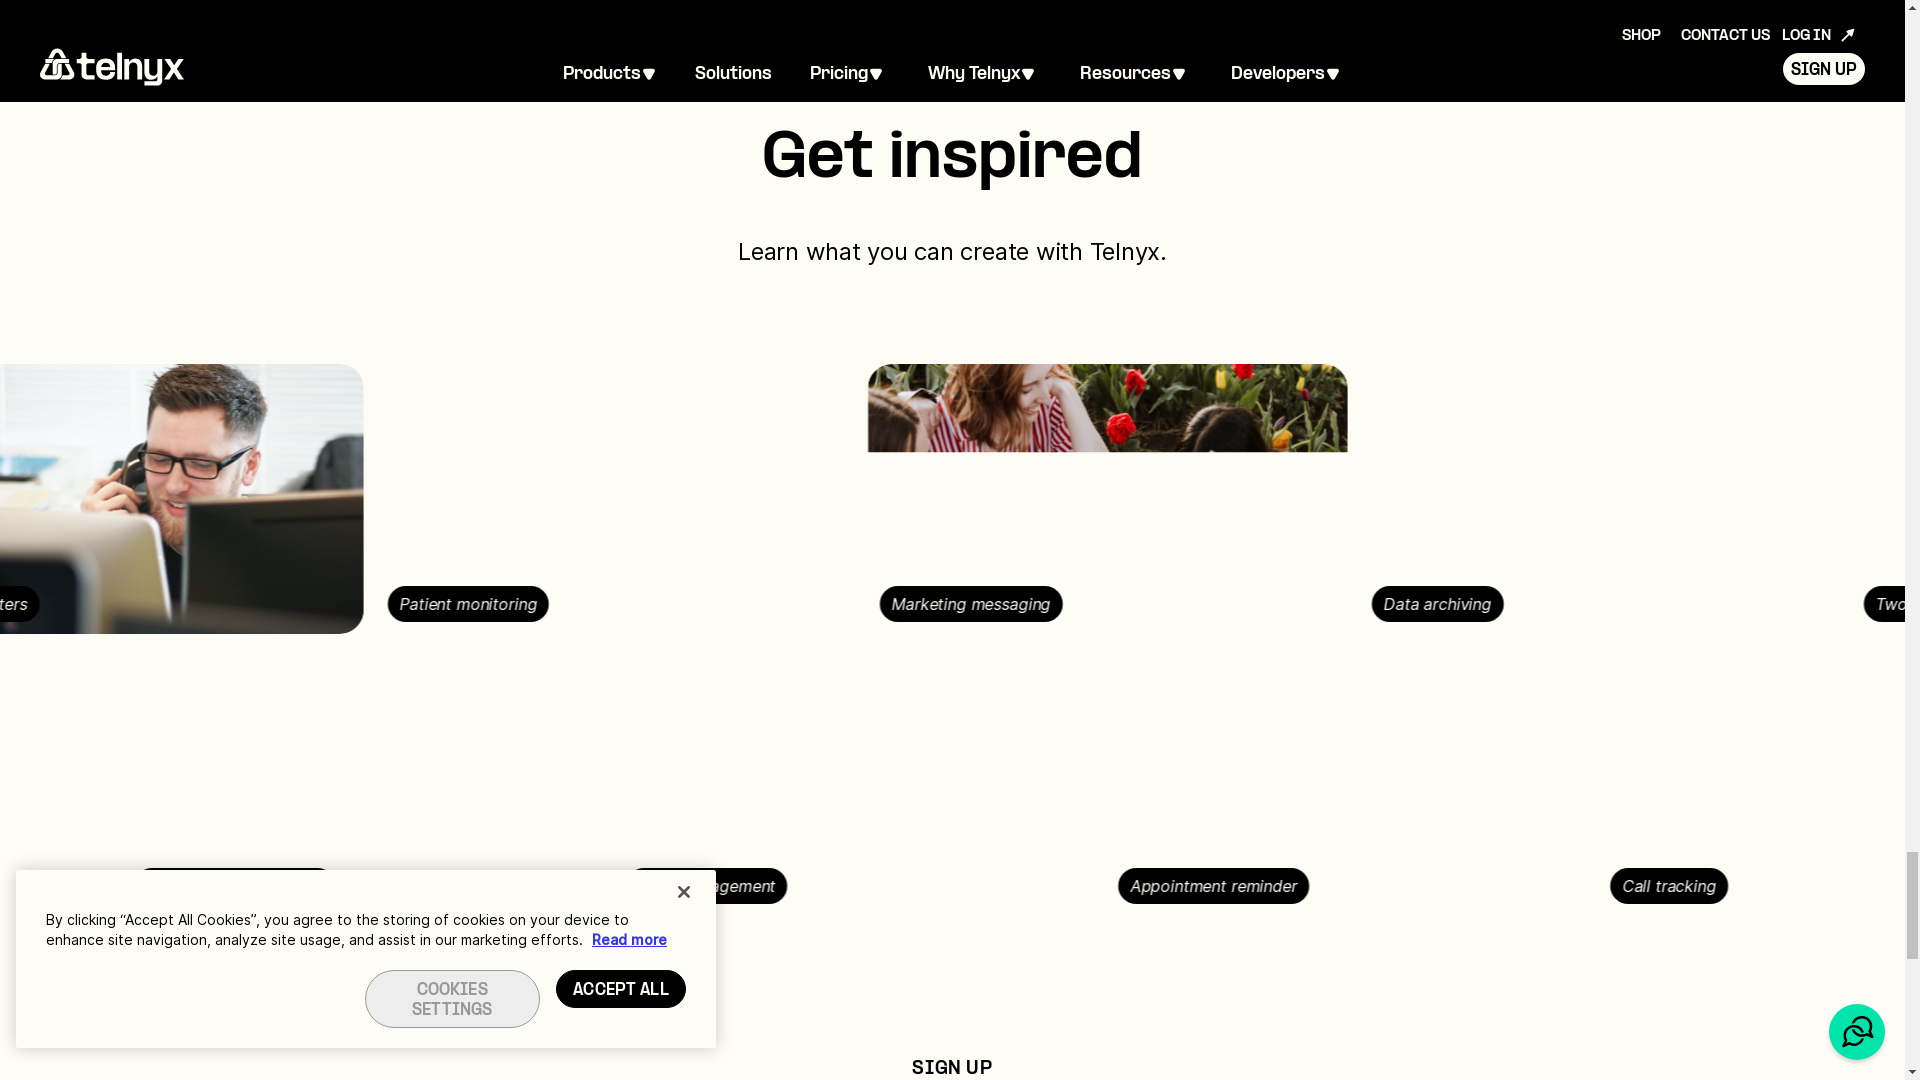 SHOP CONTACT US LOG IN
telnyx
Products Solutions Pricing Why Telnyx Resources Developers
SIGN UP
Get inspired
Learn what you can create with Telnyx.
Patient monitoring
Marketing messaging
Data archiving
Appointment reminder
Call tracking
By clicking “Accept All Cookies”, you agree to the storing of cookies on your device to
enhance site navigation, analyze site usage, and assist in our marketing efforts. Read more
COOKIES
SETTINGS
ACCEPT ALL
SIGN UP